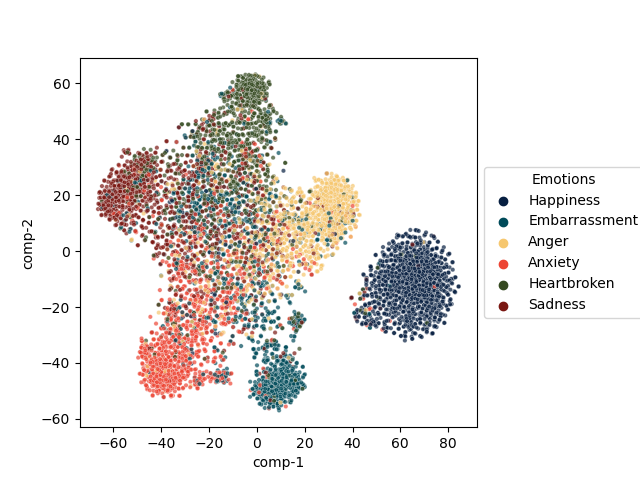 60
40
20
0
−20
−40
−60
comp-2
−60
−40
−20
0
20
40
60
80
comp-1
Emotions
Happiness
Embarrassment
Anger
Anxiety
Heartbroken
Sadness